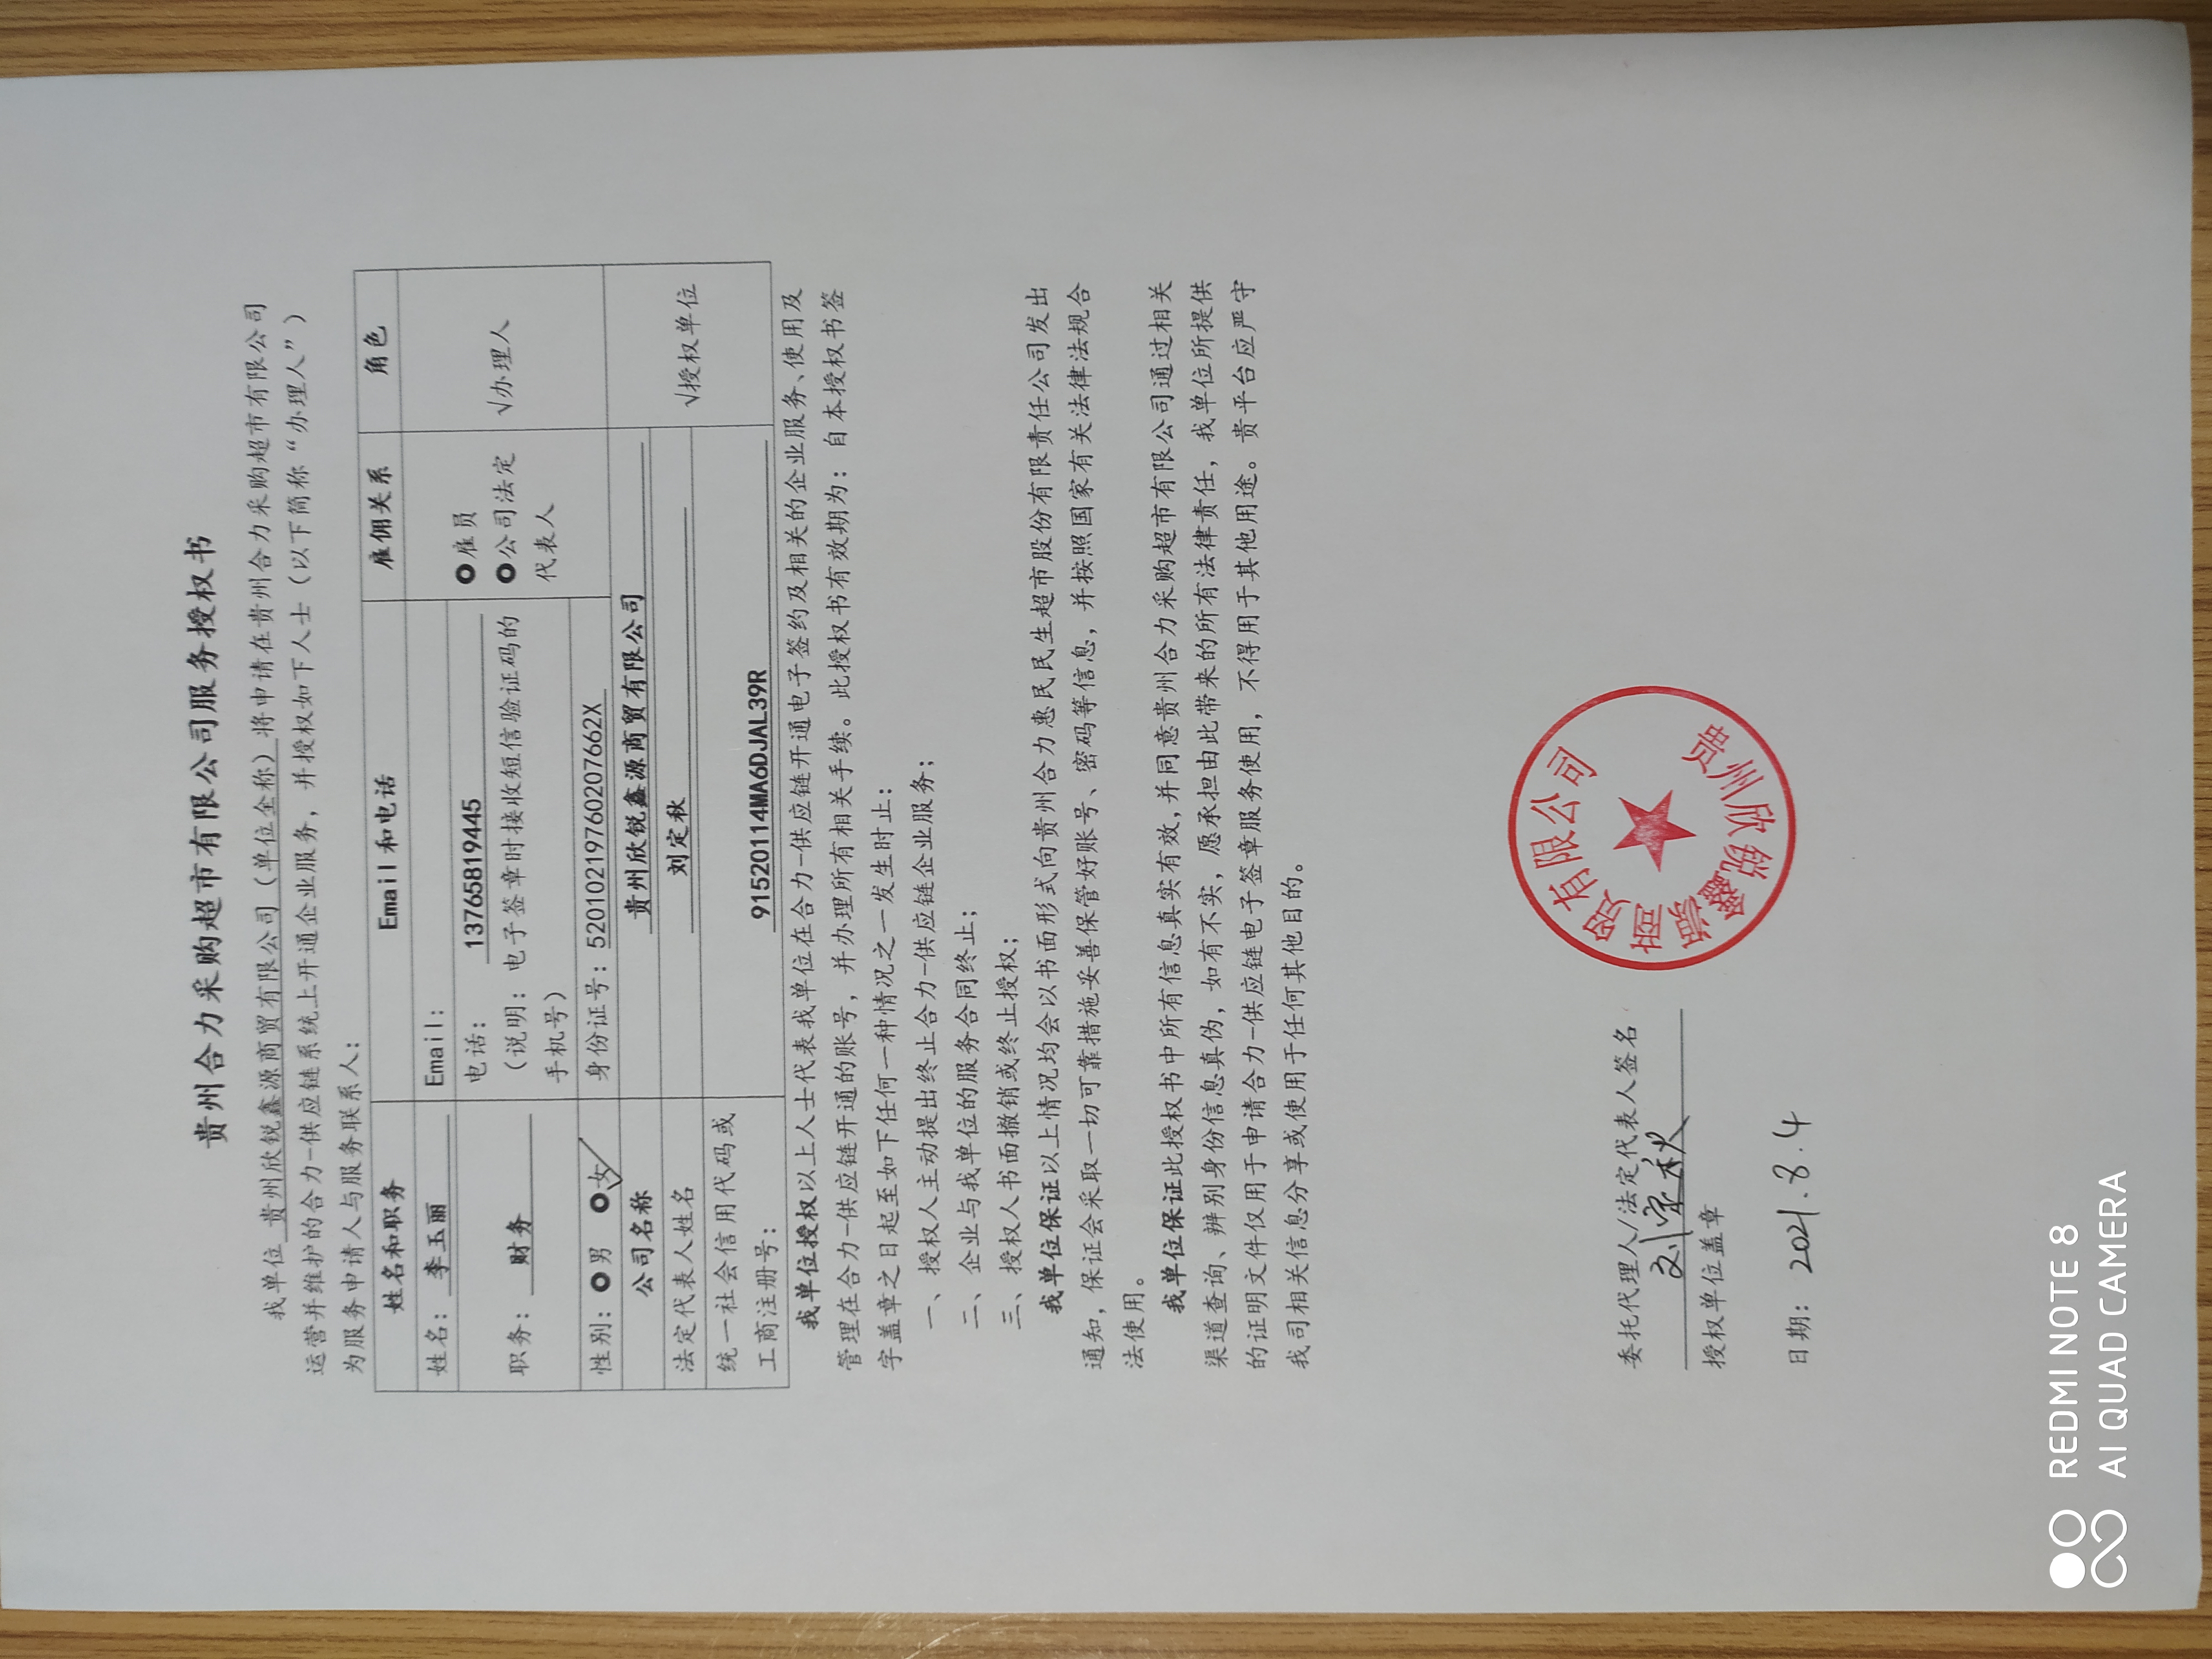 贵州合力采购超市有限公司服务授权书
我单位 贵州欣锐鑫源商贸有限公司（单位全称）将申请在贵州合力采购超市有限公司
运营并维护的合力-供应链系统上开通企业服务，并授权如下人士（以下简称“办理人”）
为服务申请人与服务联系人：
姓名和职务 Email 和电话 雇佣关系 角色
姓名： 李玉丽 Email：
职务： 财务 电话： 13765819445
（说明：电子签章时接收短信验证码的
手机号）
雇员
公司法定
代表人
√办理人
性别： 男 女 √ 身份证号：52010219760207662X
公司名称 贵州欣锐鑫源商贸有限公司
法定代表人姓名 刘定秋
√授权单位
统一社会信用代码或
工商注册号： 91520114MA6DJAL39R
我单位授权以上人士代表我单位在合力-供应链开通电子签约及相关的企业服务、使用及
管理在合力-供应链开通的账号，并办理所有相关手续。此授权书有效期为：自本授权书签
字盖章之日起至如下任何一种情况之一发生时止：
一、授权人主动提出终止合力-供应链企业服务；
二、企业与我单位的服务合同终止；
三、授权人书面撤销或终止授权；
我单位保证以上情况均会以书面形式向贵州合力惠民民生超市股份有限责任公司发出
通知，保证会采取一切可靠措施妥善保管好账号、密码等信息，并按照国家有关法律法规合
法使用。
我单位保证此授权书中所有信息真实有效，并同意贵州合力采购超市有限公司通过相关
渠道查询、辨别身份信息真伪，如有不实，愿承担由此带来的所有法律责任，我单位所提供
的证明文件仅用于申请合力-供应链电子签章服务使用，不得用于其他用途。贵平台应严守
我司相关信息分享或使用于任何其他目的。
委托代理人/法定代表人签名
刘定秋
授权单位盖章
日期： 2021.8.4
贵州欣锐鑫源商贸有限公司
REDMI NOTE 8
AI QUAD CAMERA